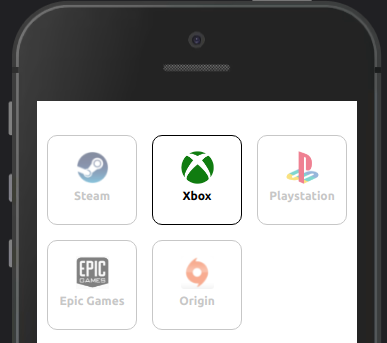 Steam
Xbox
Playstation
EPIC
GAMES
Epic Games
Origin